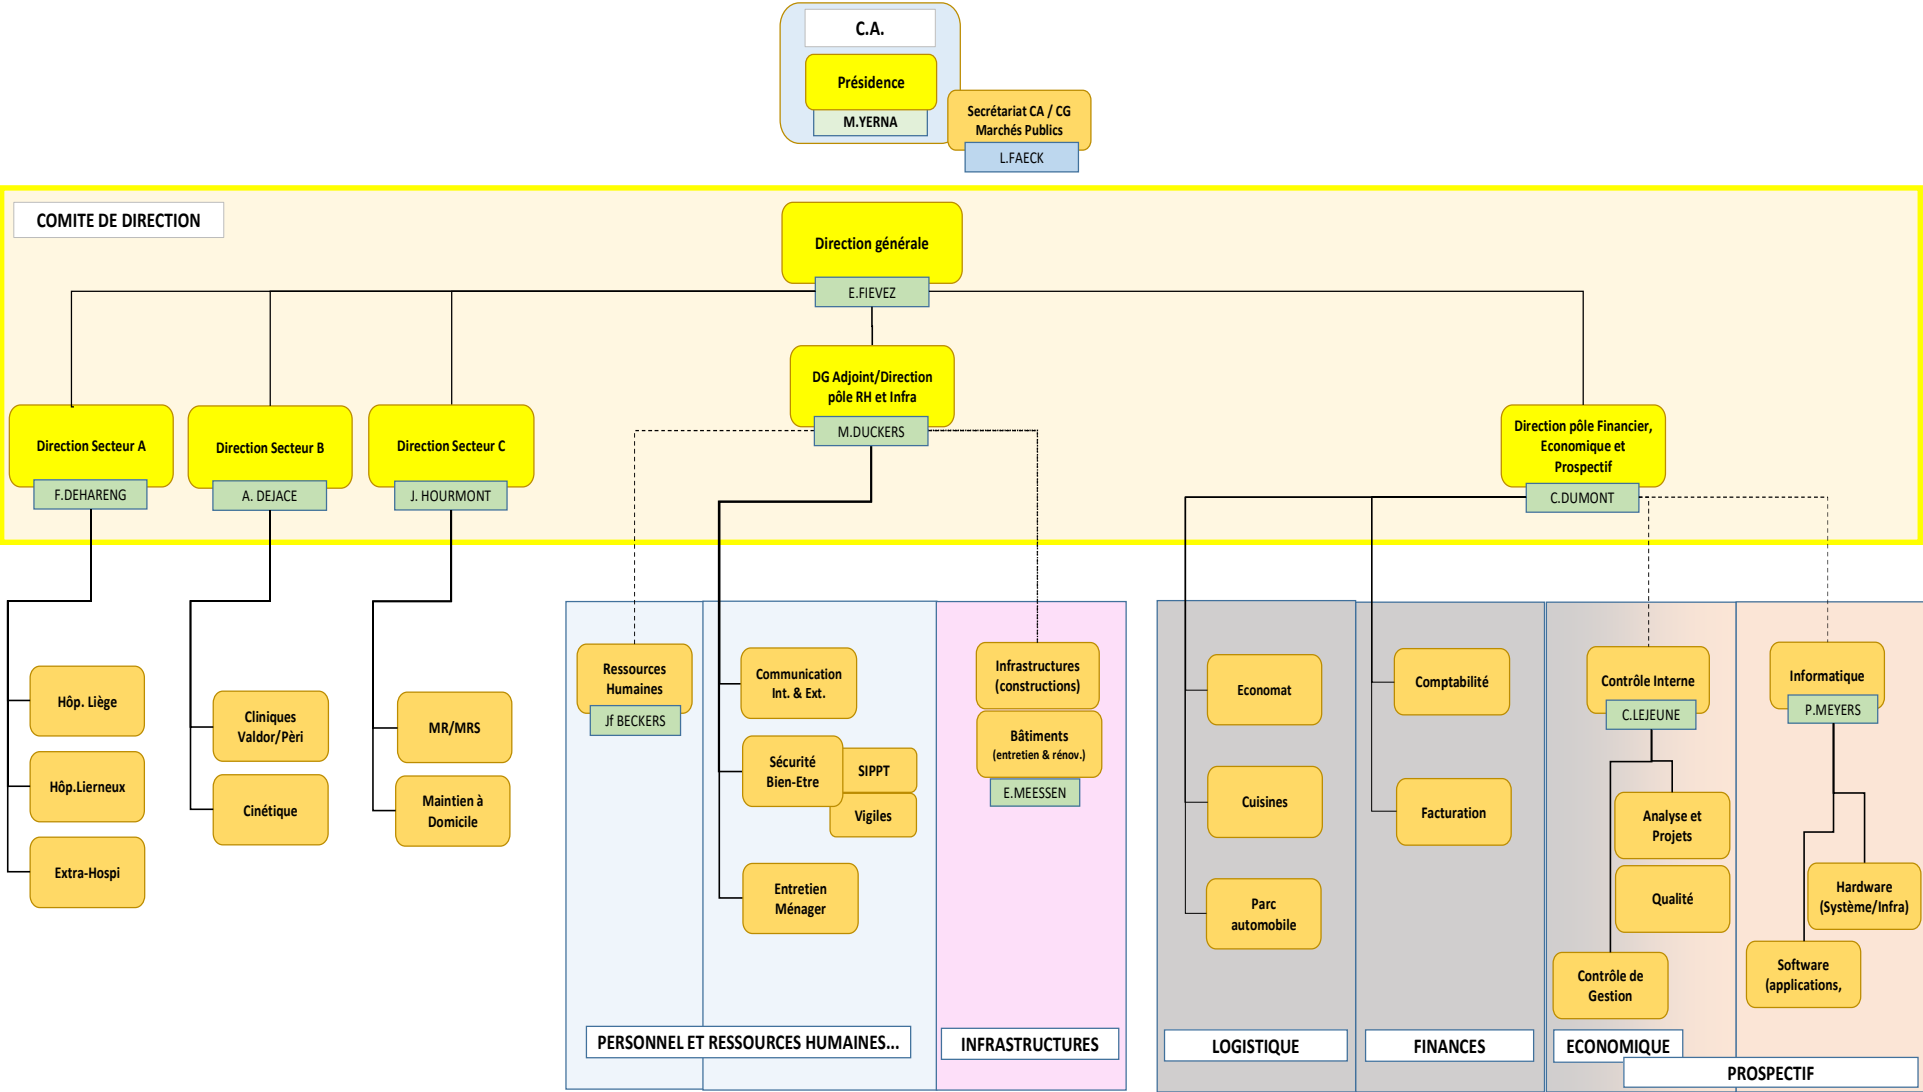 C.A.
Présidence
M.YERNA
Secrétariat CA / CG
Marchés Publics
L.FAECK
COMITE DE DIRECTION
Direction générale
E.FIEVEZ
DG Adjoint/Direction
pôle RH et Infra
M.DUCKERS
Direction Secteur A
F.DEHARENG
Direction Secteur B
A. DEJACE
Direction Secteur C
J. HOURMONT
Direction pôle Financier,
Economique et
Prospectif
C.DUMONT
Hôp. Liège
Hôp.Lierneux
Extra-Hospi
Cliniques
Valdor/Pèri
Cinétique
MR/MRS
Maintien à
Domicile
Ressources
Humaines
Jf BECKERS
Communication
Int. & Ext.
Sécurité
Bien-Etre
SIPPT
Vigiles
Entretien
Ménager
PERSONNEL ET RESSOURCES HUMAINES...
Infrastructures
(constructions)
Bâtiments
(entretien & rénov.)
E.MEESSEN
INFRASTRUCTURES
Economat
Cuisines
Parc
automobile
LOGISTIQUE
Comptabilité
Facturation
FINANCES
Contrôle Interne
C.LEJEUNE
Analyse et
Projets
Qualité
Contrôle de
Gestion
ECONOMIQUE
Informatique
P.MEYERS
Hardware
(Système/Infra)
Software
(applications,
PROSPECTIF